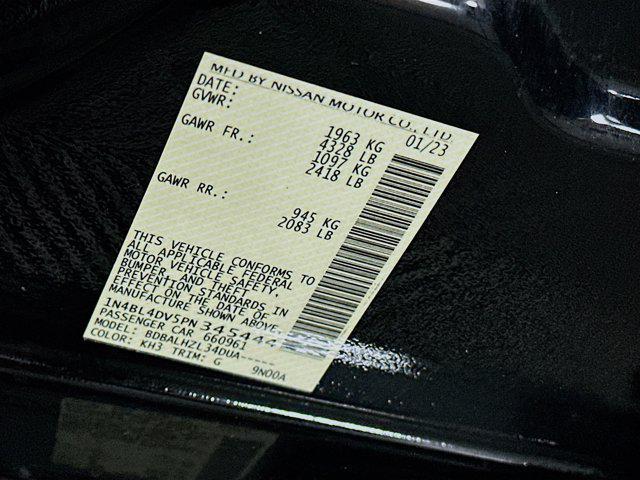 MFD BY NISSAN MOTOR CO., LTD.
DATE: 01/23
GVWR: 1963 KG
4328 LB
GAWR FR.: 1097 KG
2418 LB
GAWR RR.: 945 KG
2083 LB
THIS VEHICLE CONFORMS TO
ALL APPLICABLE FEDERAL
MOTOR VEHICLE SAFETY,
BUMPER, AND THEFT
PREVENTION STANDARDS IN
EFFECT ON THE DATE OF
MANUFACTURE SHOWN ABOVE.
1N4BL4DV5PN345444
PASSENGER CAR 660961
MODEL: BDBALHZL34DUA-----
COLOR: KH3 TRIM: G 9N00A